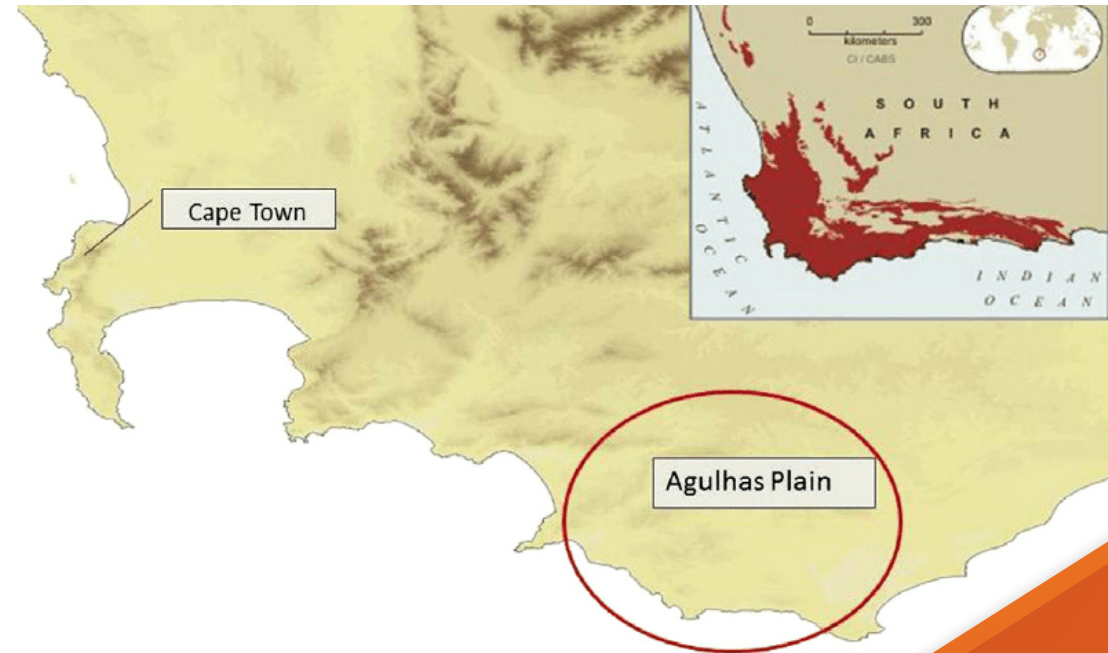 Cape Town
Agulhas Plain
0 300
kilometers
CI / CABS
SOUTH
AFRICA
ATLANTIC
OCEAN
INDIAN
OCEAN